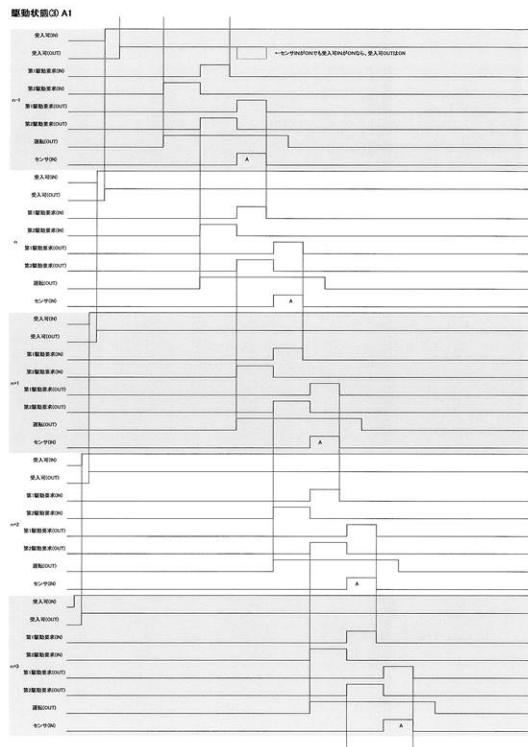 駆動状態(3) A1
受入可(IN)
受入可(OUT)
←センサINがONでも受入可INがONなら、受入可OUTはON
第1駆動要求(IN)
第2駆動要求(IN)
n-1
第1駆動要求(OUT)
第2駆動要求(OUT)
運転(OUT)
センサ(IN)
A
受入可(IN)
受入可(OUT)
第1駆動要求(IN)
第2駆動要求(IN)
n
第1駆動要求(OUT)
第2駆動要求(OUT)
運転(OUT)
センサ(IN)
A
受入可(IN)
受入可(OUT)
第1駆動要求(IN)
第2駆動要求(IN)
n+1
第1駆動要求(OUT)
第2駆動要求(OUT)
運転(OUT)
センサ(IN)
A
受入可(IN)
受入可(OUT)
第1駆動要求(IN)
第2駆動要求(IN)
n+2
第1駆動要求(OUT)
第2駆動要求(OUT)
運転(OUT)
センサ(IN)
A
受入可(IN)
受入可(OUT)
第1駆動要求(IN)
第2駆動要求(IN)
n+3
第1駆動要求(OUT)
第2駆動要求(OUT)
運転(OUT)
センサ(IN)
A